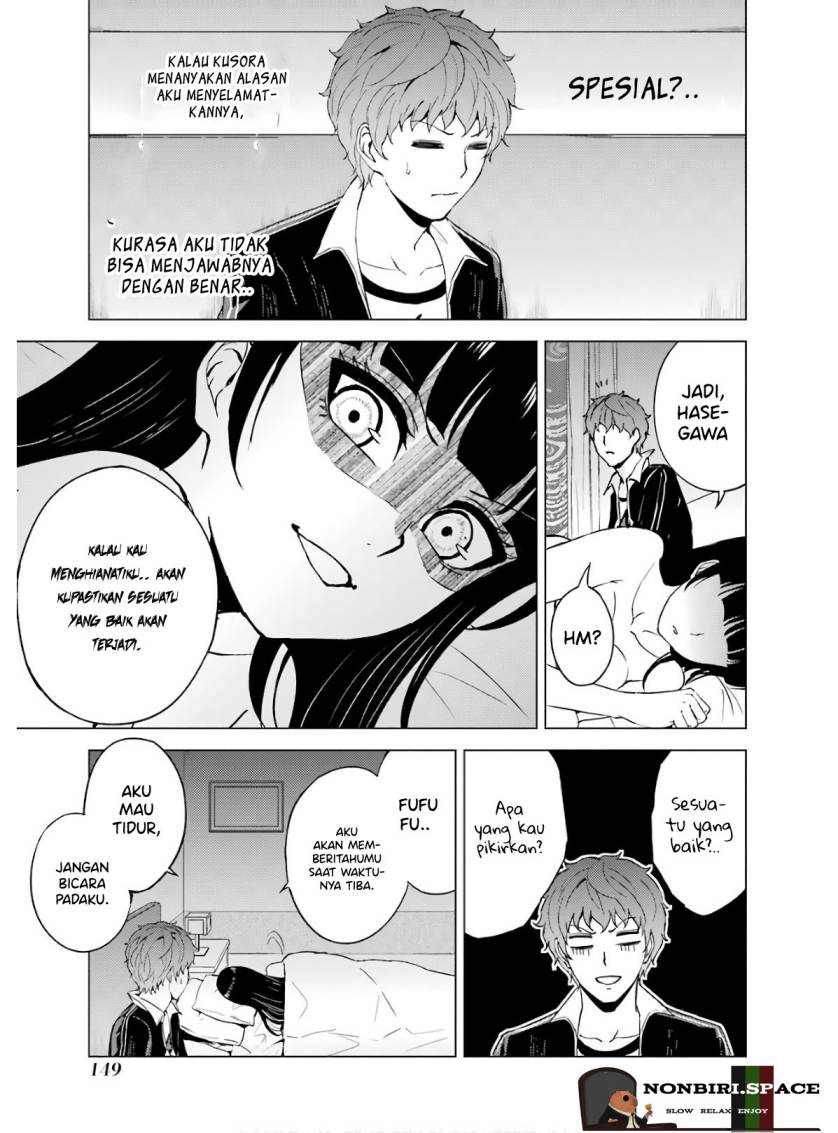 SPESIAL?..
KALAU KUSORA
MENANYAKAN ALASAN
AKU MENYELAMAT-
KANNYA,
KURASA AKU TIDAK
BISA MENJAWABNYA
DENGAN BENAR..
JADI,
HASE-
GAWA
HM?
KALAU KAU
MENGHIANATIKU.. AKAN
KUPASTIKAN SESUATU
YANG BAIK AKAN
TERJADI.
Sesua-
tu yang
baik?..
Apa
yang kau
pikirkan?
FUFU
FU..
AKU
AKAN MEM-
BERITAHUMU
SAAT WAKTU-
NYA TIBA.
AKU
MAU
TIDUR,
JANGAN
BICARA
PADAKU.
149
NONBIRI.SPACE
SLOW RELAX ENJOY